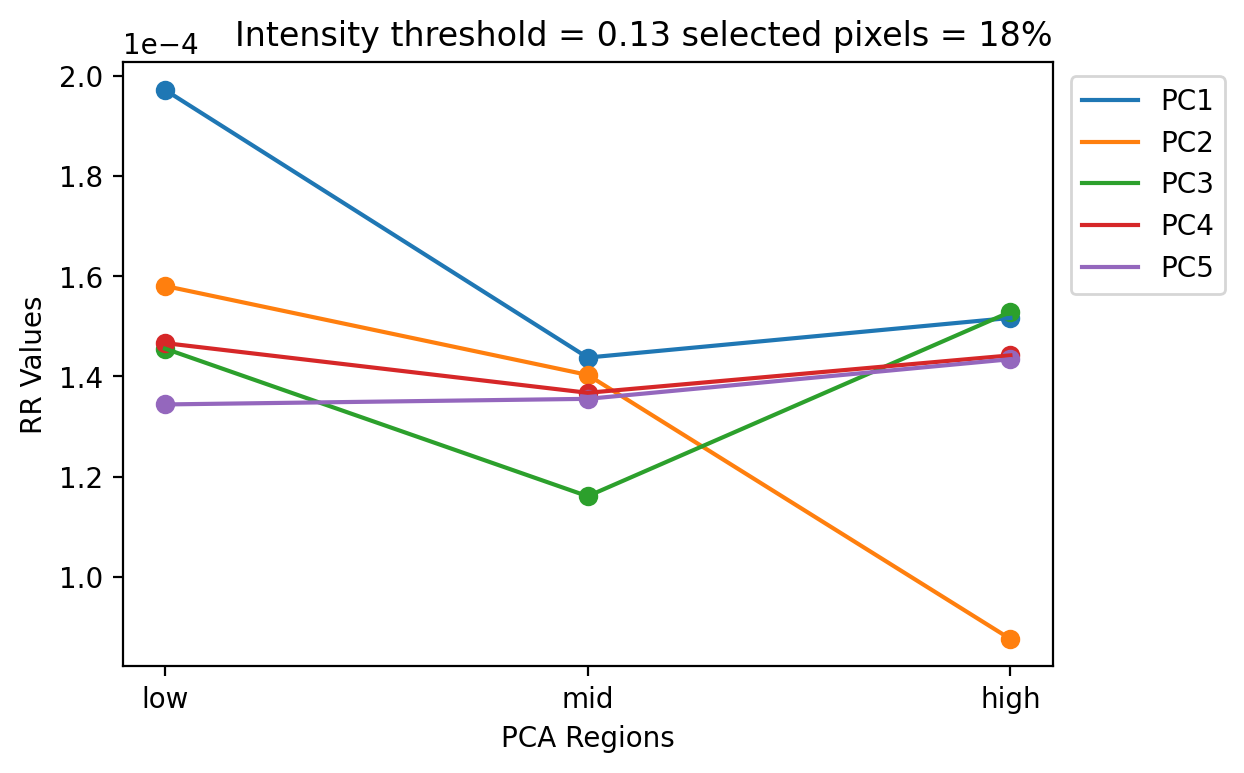 1e−4
Intensity threshold = 0.13 selected pixels = 18%
2.0
1.8
1.6
1.4
1.2
1.0
RR Values
low
mid
high
PCA Regions
PC1
PC2
PC3
PC4
PC5